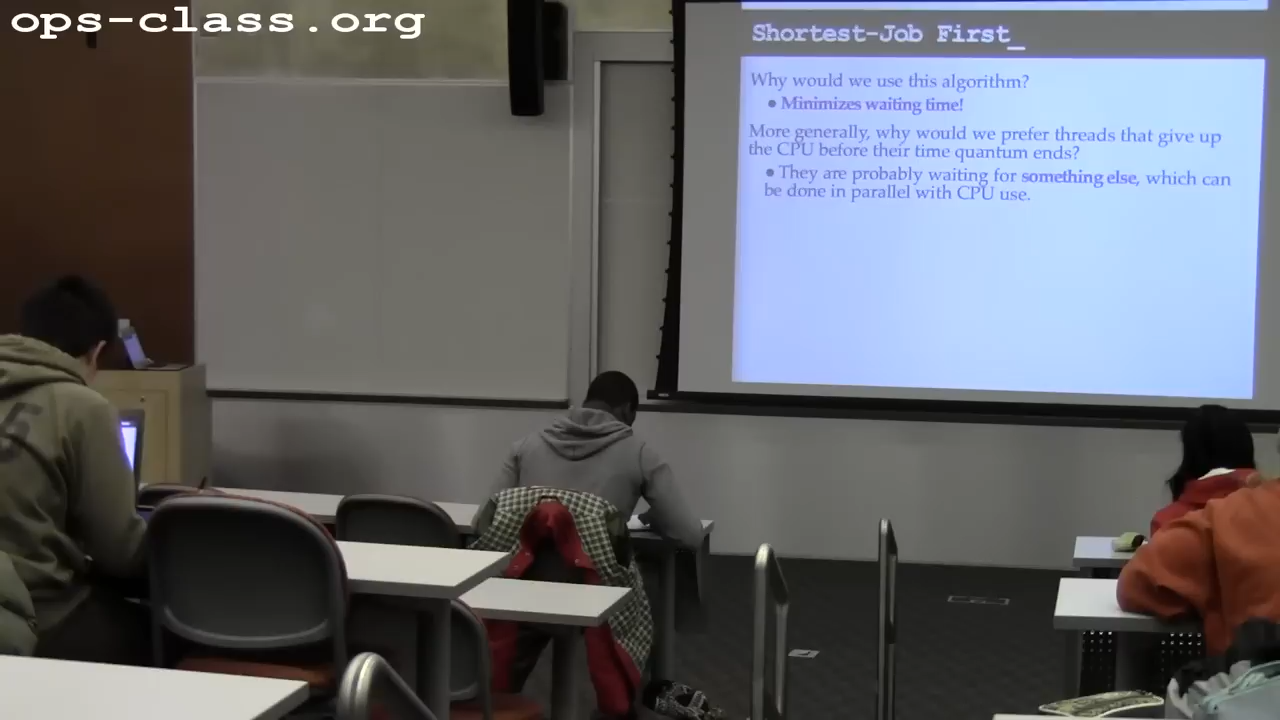 ops-class.org
Shortest-Job First_
Why would we use this algorithm?
• Minimizes waiting time!
More generally, why would we prefer threads that give up
the CPU before their time quantum ends?
• They are probably waiting for something else, which can
be done in parallel with CPU use.